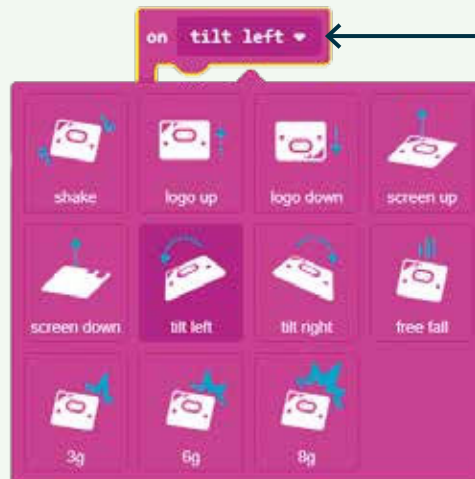 on tilt left
shake logo up logo down screen up
screen down tilt left tilt right free fall
3g 6g 8g